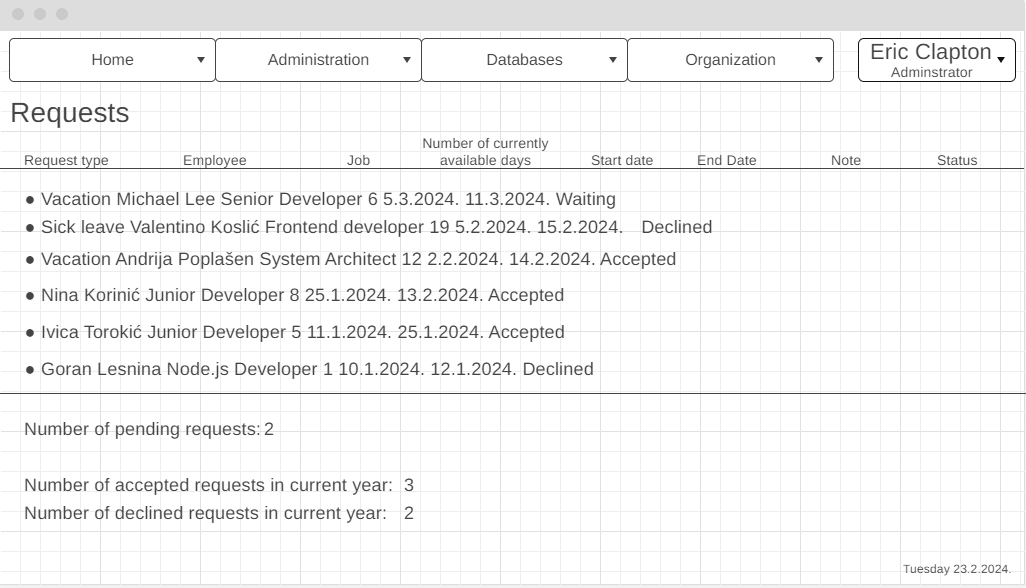 Home
Administration
Databases
Organization
Eric Clapton
Adminstrator
Requests
Request type
Employee
Job
Number of currently
available days
Start date
End Date
Note
Status
● Vacation Michael Lee Senior Developer 6 5.3.2024. 11.3.2024. Waiting
● Sick leave Valentino Koslić Frontend developer 19 5.2.2024. 15.2.2024. Declined
● Vacation Andrija Poplašen System Architect 12 2.2.2024. 14.2.2024. Accepted
● Nina Korinić Junior Developer 8 25.1.2024. 13.2.2024. Accepted
● Ivica Torokić Junior Developer 5 11.1.2024. 25.1.2024. Accepted
● Goran Lesnina Node.js Developer 1 10.1.2024. 12.1.2024. Declined
Number of pending requests: 2
Number of accepted requests in current year: 3
Number of declined requests in current year: 2
Tuesday 23.2.2024.